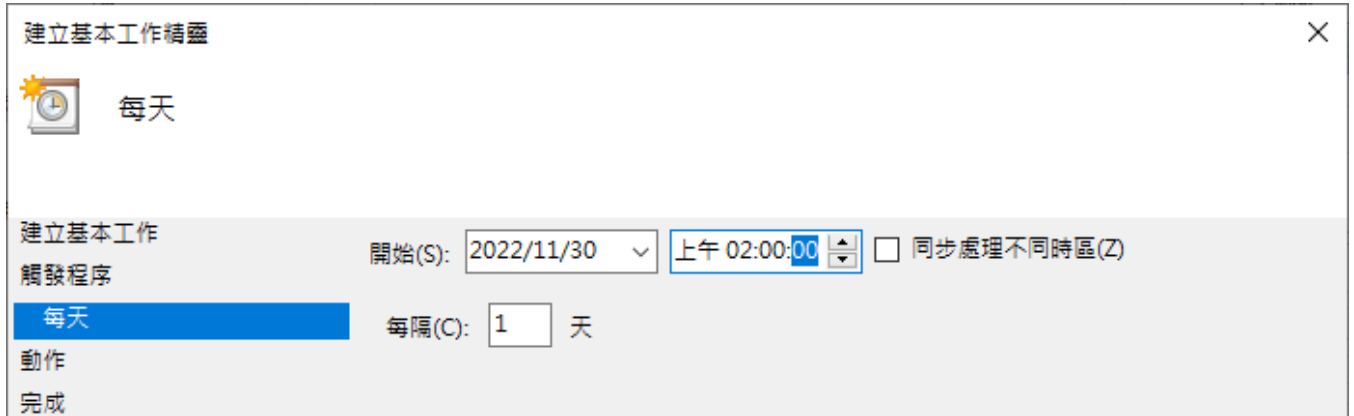 建立基本工作精靈
每天
建立基本工作
觸發程序
每天
動作
完成
開始(S): 2022/11/30 上午 02:00:00 同步處理不同時區(Z)
每隔(C): 1 天